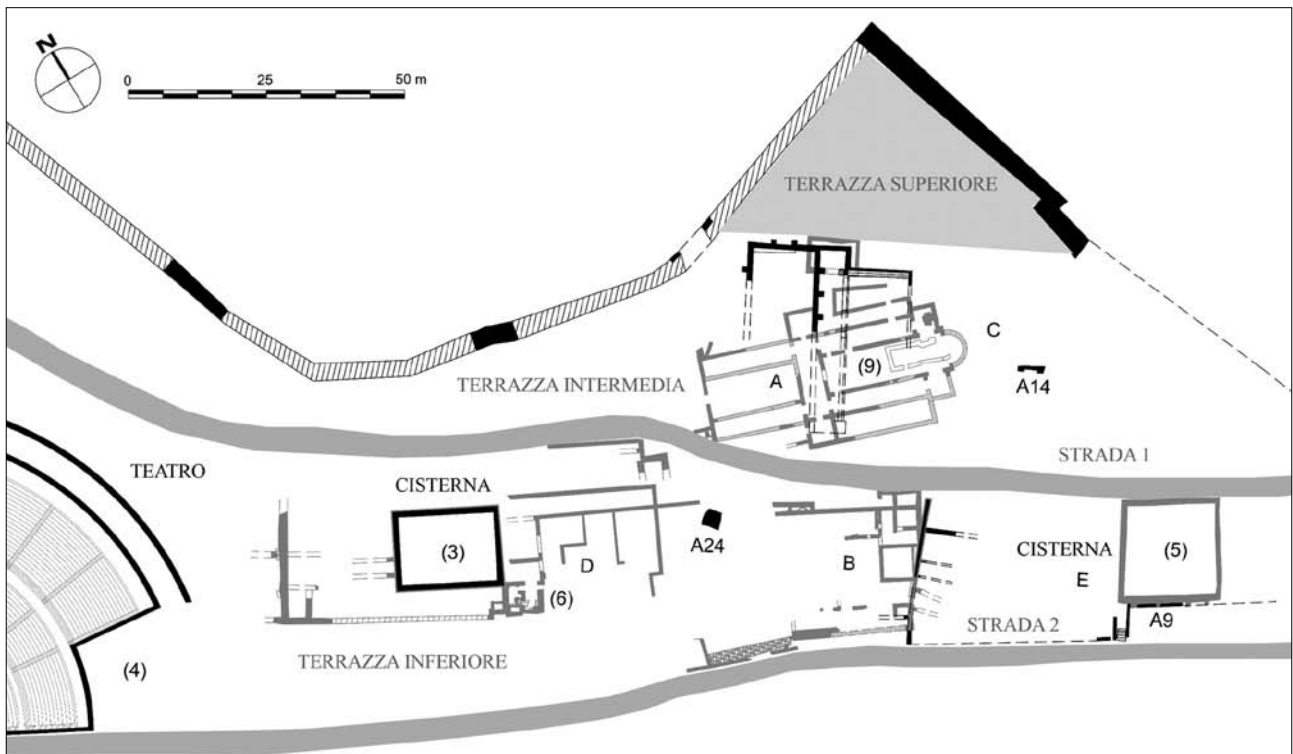 N
0 25 50 m
TERRAZZA SUPERIORE
C
A (9)
A14
TERRAZZA INTERMEDIA
STRADA 1
TEATRO
CISTERNA
(3)
A24
D
(6)
B
CISTERNA
(5)
E
A9
STRADA 2
TERRAZZA INFERIORE
(4)